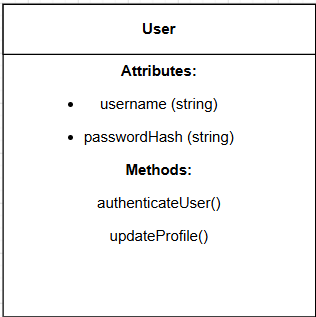 User
Attributes:
username (string)
passwordHash (string)
Methods:
authenticateUser()
updateProfile()